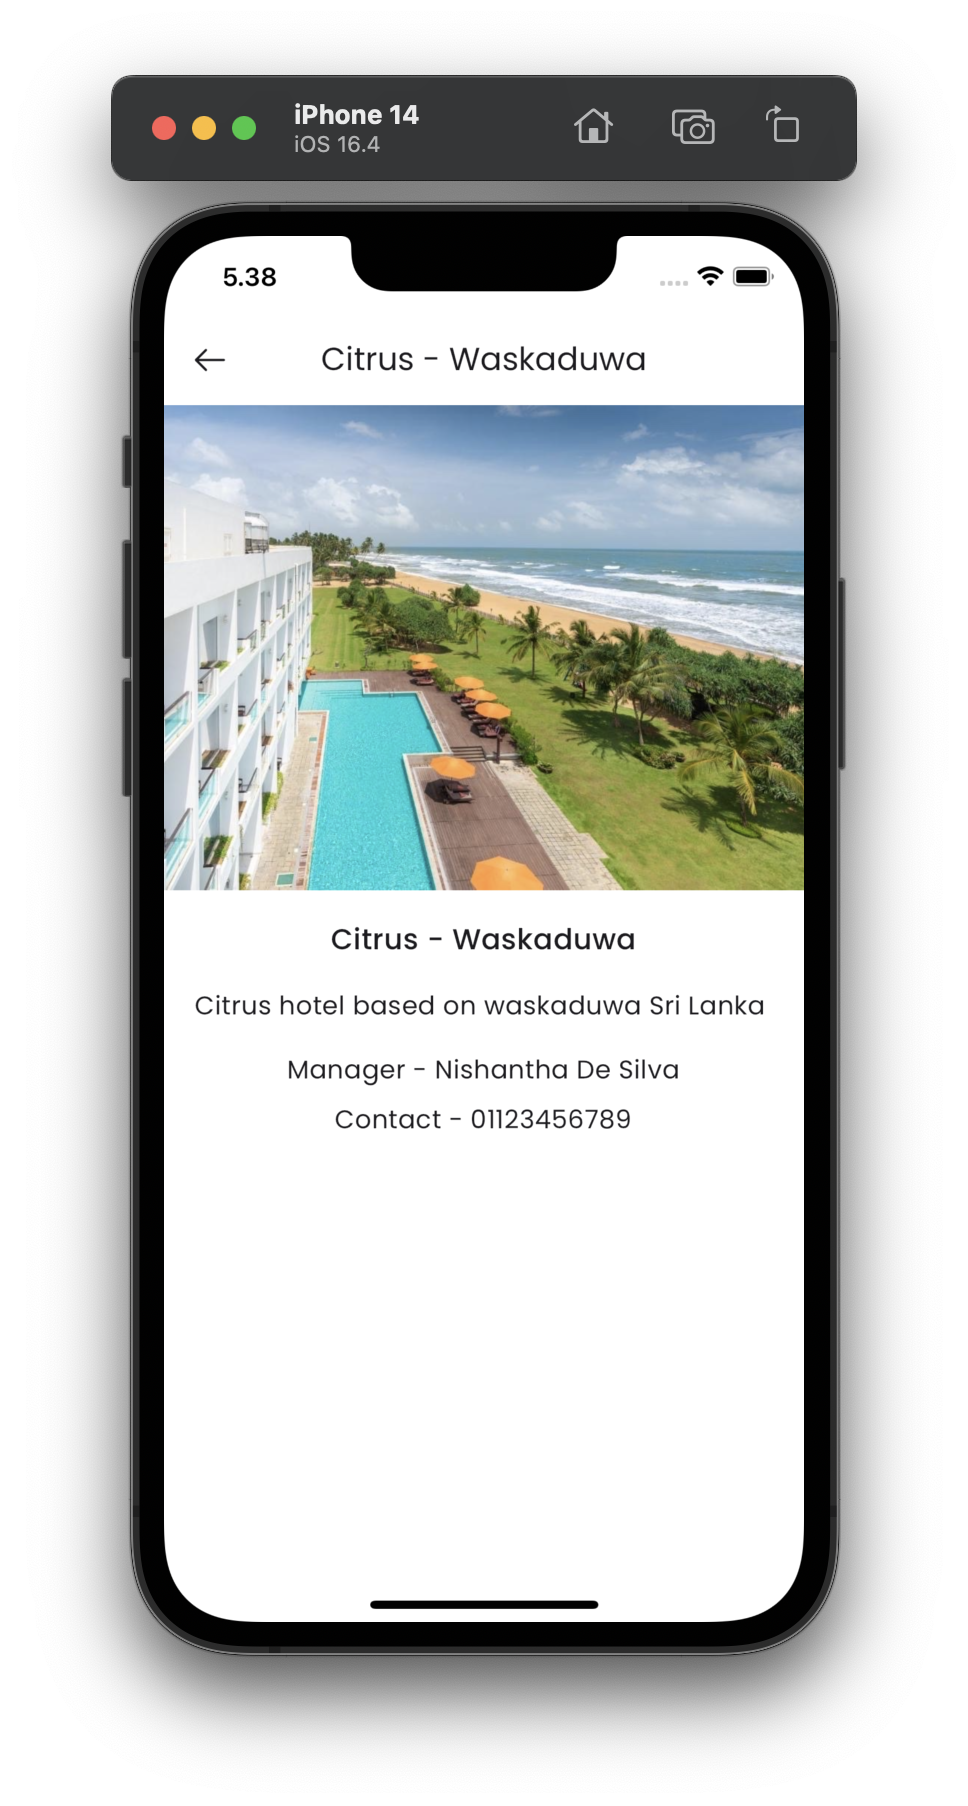 iPhone 14
iOS 16.4
5.38
Citrus - Waskaduwa
Citrus - Waskaduwa
Citrus hotel based on waskaduwa Sri Lanka
Manager - Nishantha De Silva
Contact - 01123456789